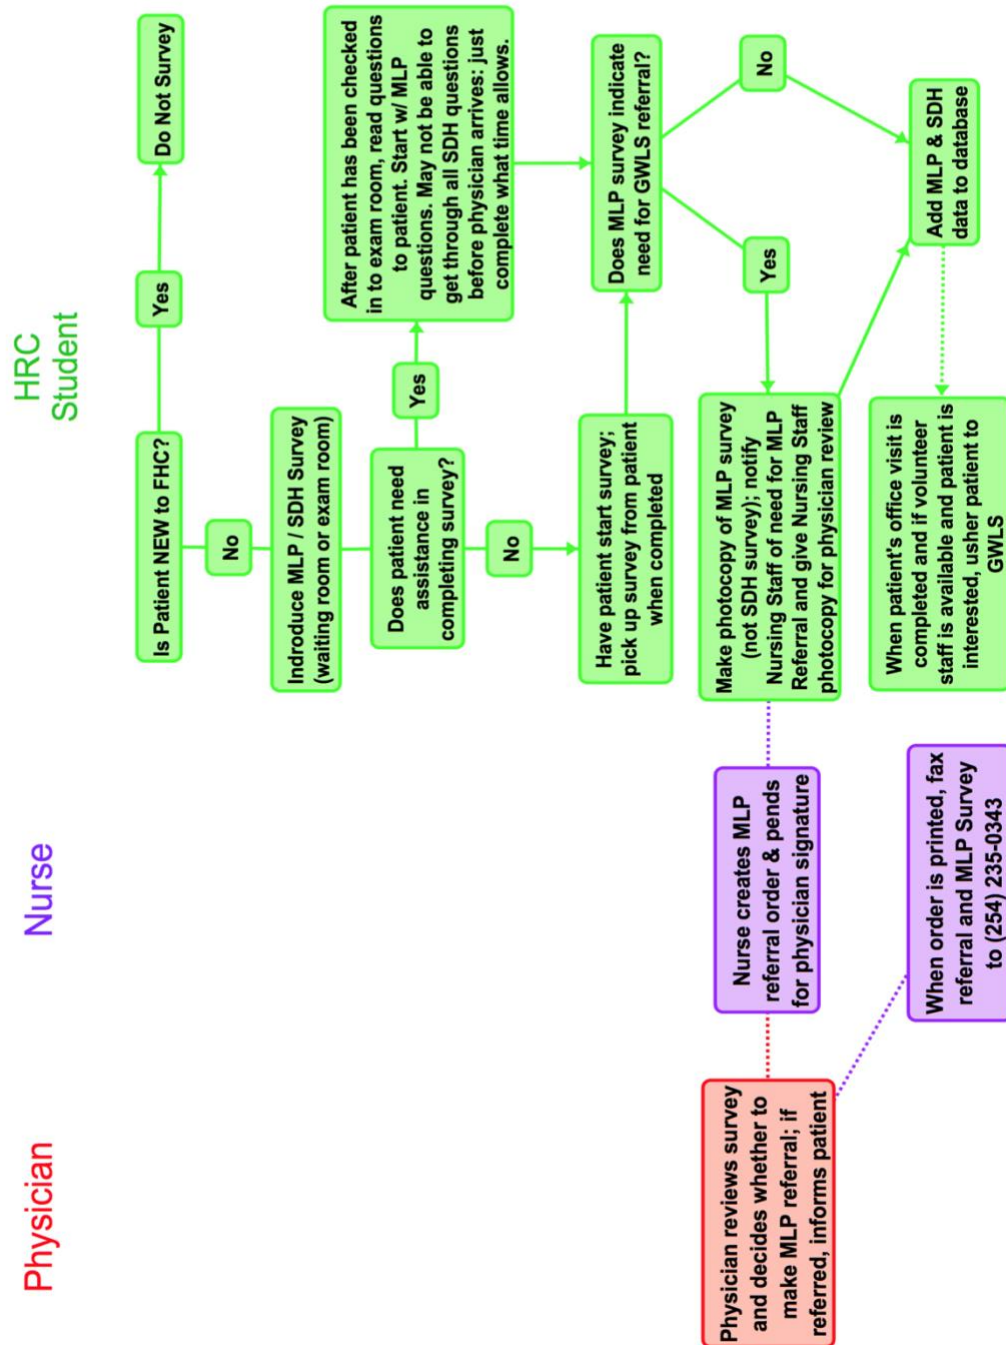 Physician
Nurse
HRC
Student
Is Patient NEW to FHC?
Yes
Do Not Survey
No
Indroduce MLP / SDH Survey
(waiting room or exam room)
Does patient need
assistance in
completing survey?
Yes
After patient has been checked
in to exam room, read questions
to patient. Start w/ MLP
questions. May not be able to
get through all SDH questions
before physician arrives: just
complete what time allows.
No
Have patient start survey;
pick up survey from patient
when completed
Does MLP survey indicate
need for GWLS referral?
Yes
No
Physician reviews survey
and decides whether to
make MLP referral; if
referred, informs patient
Nurse creates MLP
referral order & pends
for physician signature
Make photocopy of MLP survey
(not SDH survey); notify
Nursing Staff of need for MLP
Referral and give Nursing Staff
photocopy for physician review
Add MLP & SDH
data to database
When order is printed, fax
referral and MLP Survey
to (254) 235-0343
When patient's office visit is
completed and if volunteer
staff is available and patient is
interested, usher patient to
GWLS